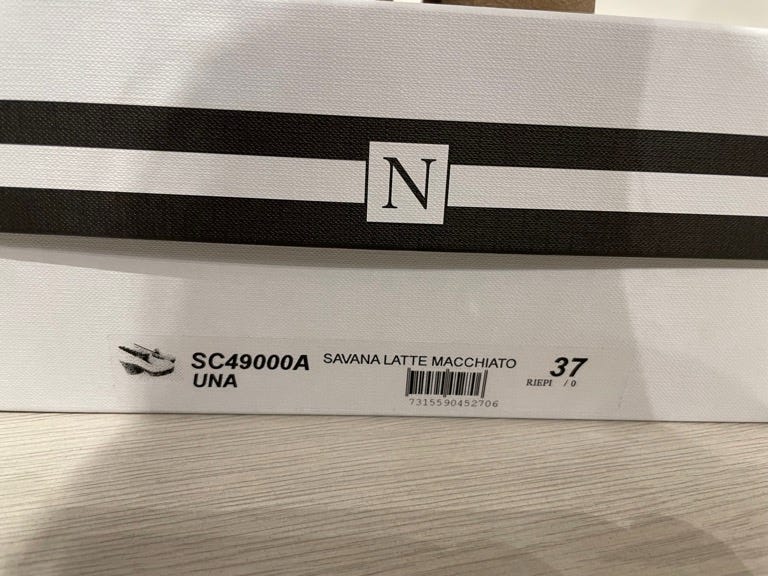 N
SC49000A SAVANA LATTE MACCHIATO 37
UNA
RIEPI / 0
7315590452706